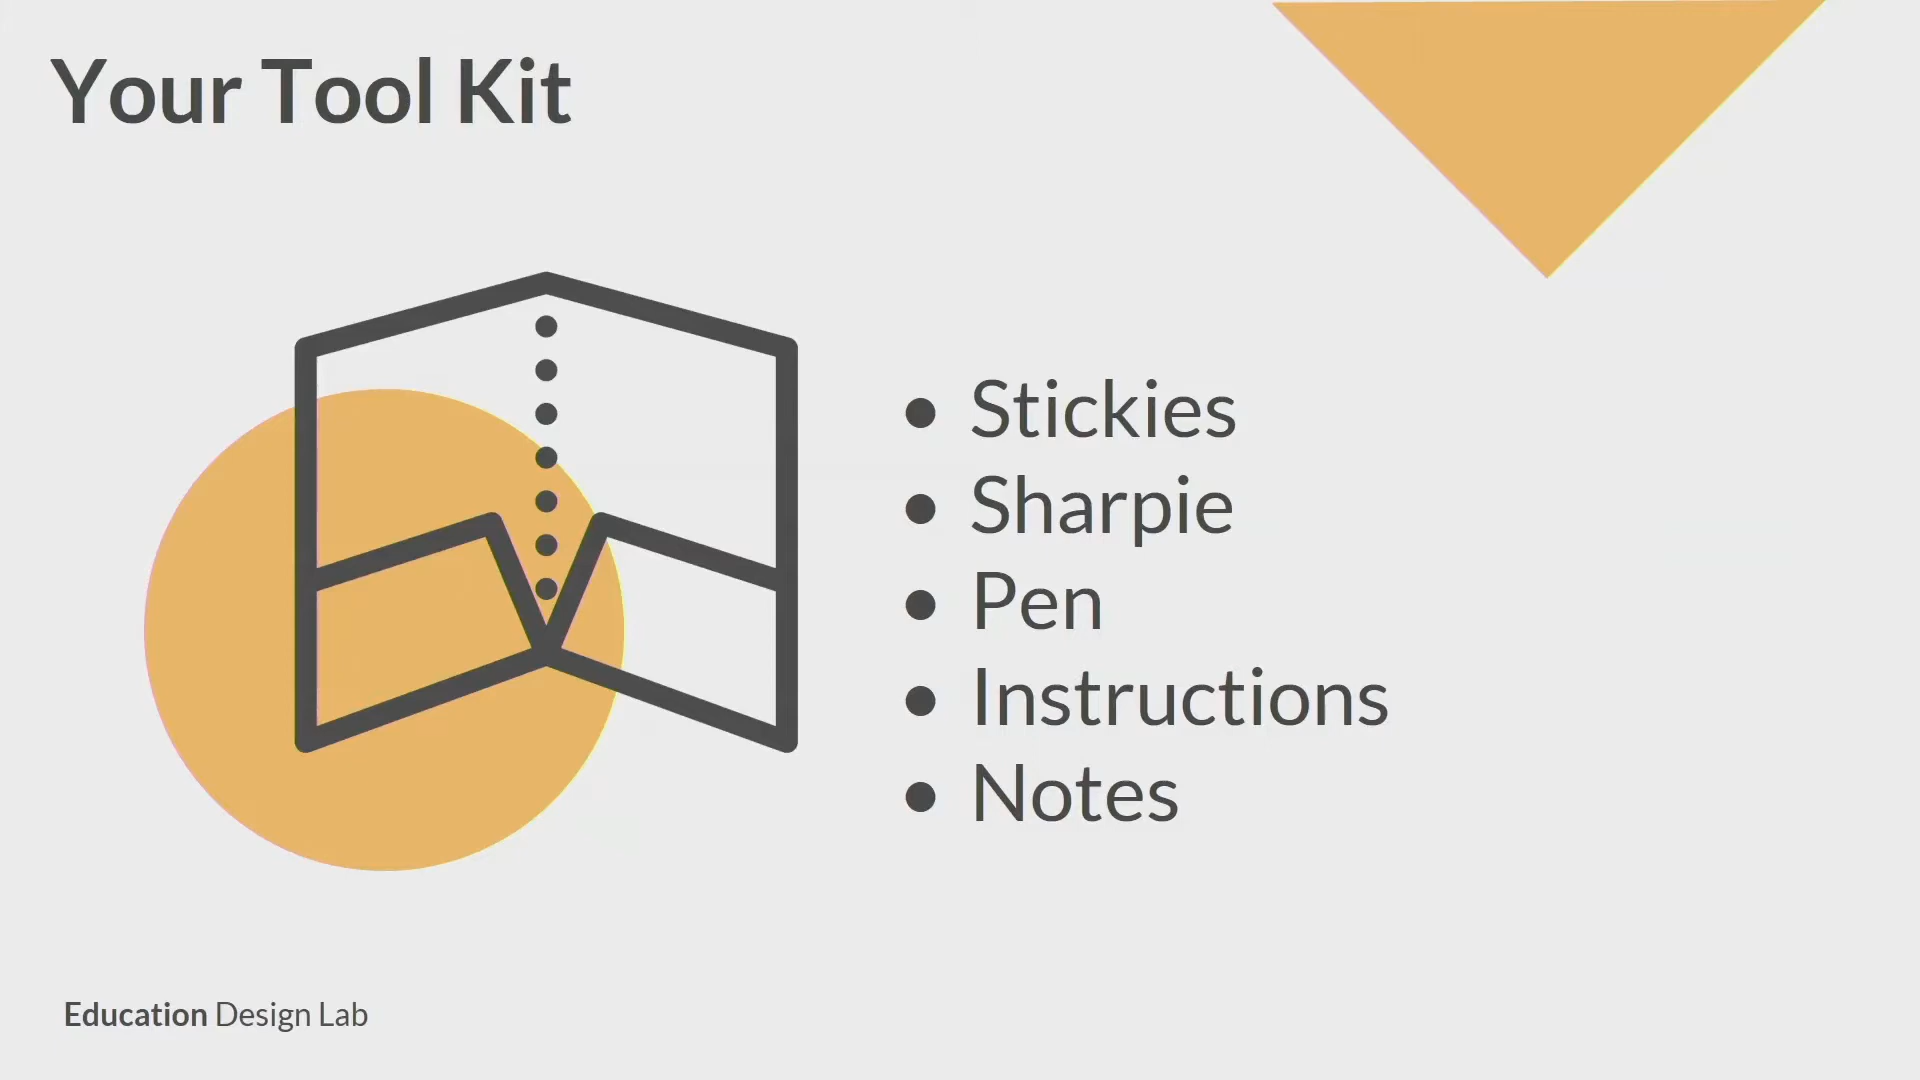 Your Tool Kit
• Stickies
• Sharpie
• Pen
• Instructions
• Notes
Education Design Lab